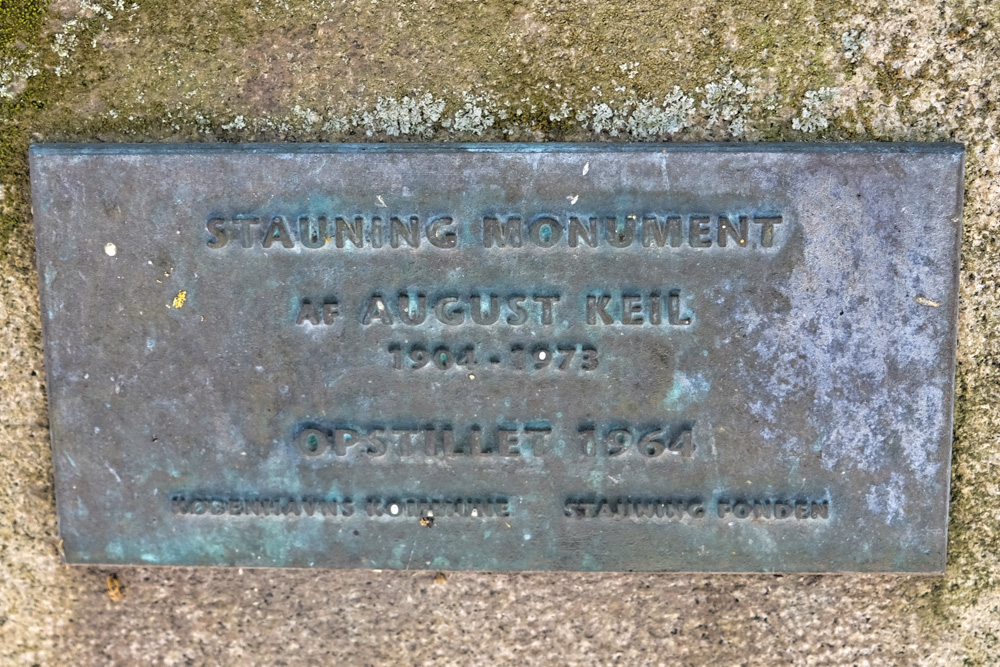 STAUNING MONUMENT
AF AUGUST KEIL
1904 - 1973
OPSTILLET 1964
KØBENHAVNS KOMMUNE STAUNING FONDEN